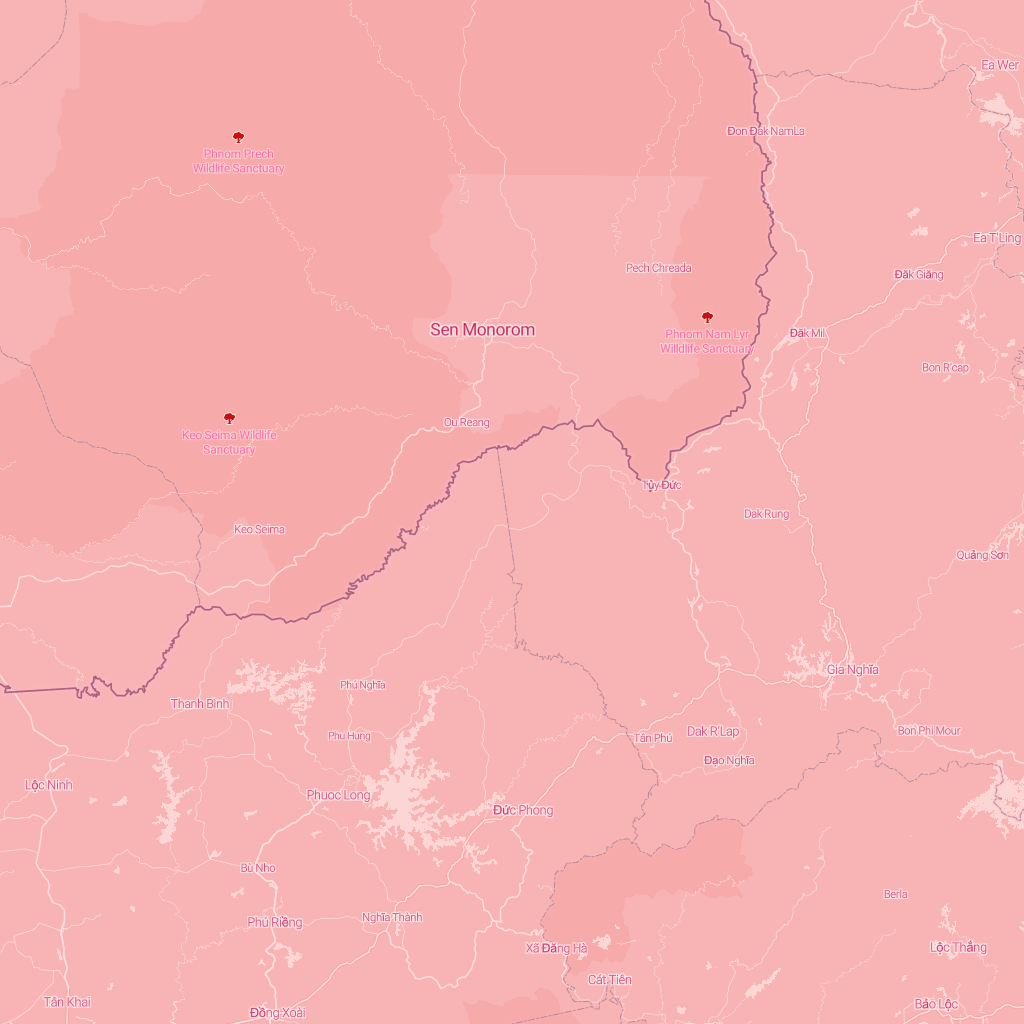 Ea Wer
Đon Đăk NamLa
Phnom Prech
Wildlife Sanctuary
Ea T'Ling
Pech Chreada
Đăk Găng
Sen Monorom
Phnom Nam Lyr
Willdlife Sanctuary
Đăk Mil
Bon R'cap
Ou Reang
Keo Seima Wildlife
Sanctuary
Tuy Đức
Dak Rung
Keo Seima
Quảng Sơn
Gia Nghĩa
Phú Nghĩa
Thanh Bình
Bon Phi Mour
Dak R'Lap
Phu Hung
Tân Phú
Đạo Nghĩa
Lộc Ninh
Phuoc Long
Đức Phong
Bù Nho
Berla
Nghĩa Thành
Phú Riềng
Xã Đăng Hà
Lộc Thắng
Cát Tiên
Tân Khai
Bảo Lộc
Đồng Xoài